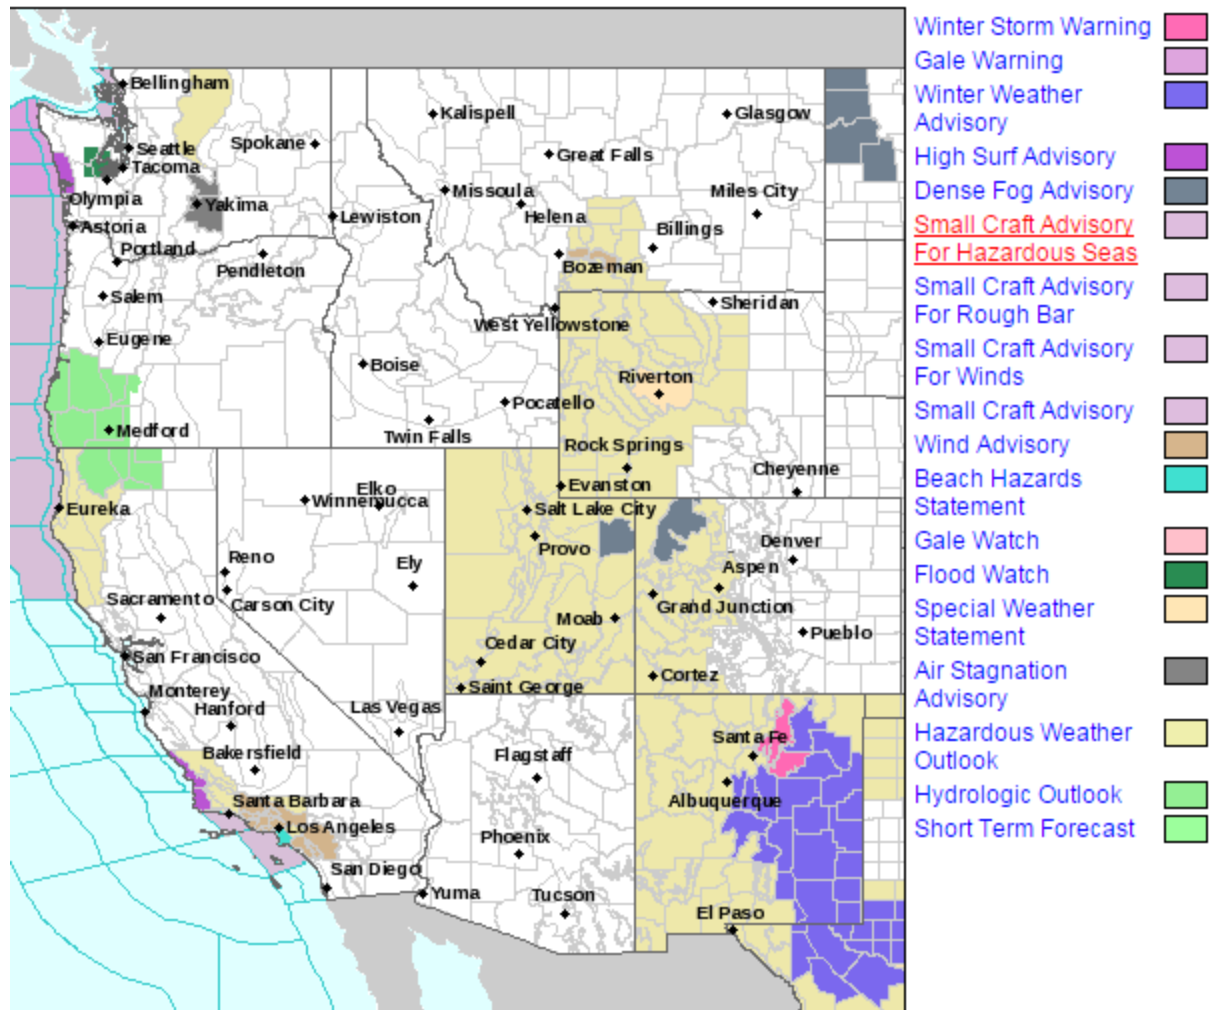 Bellingham
Kalispell
Glasgow
Seattle
Spokane
Great Falls
Tacoma
Missoula
Miles City
Olympia
Yakima
Lewiston
Helena
Astoria
Billings
Portland
Pendleton
Bozeman
Salem
Sheridan
West Yellowstone
Eugene
Boise
Riverton
Pocatello
Medford
Twin Falls
Rock Springs
Cheyenne
Evanston
Elko
Winnemucca
Eureka
Salt Lake City
Provo
Denver
Reno
Ely
Aspen
Sacramento
Carson City
Grand Junction
Moab
Pueblo
Cedar City
San Francisco
Cortez
Saint George
Monterey
Hanford
Las Vegas
Santa Fe
Bakersfield
Flagstaff
Santa Barbara
Albuquerque
Los Angeles
Phoenix
San Diego
Yuma
Tucson
El Paso
Winter Storm Warning
Gale Warning
Winter Weather
Advisory
High Surf Advisory
Dense Fog Advisory
Small Craft Advisory
For Hazardous Seas
Small Craft Advisory
For Rough Bar
Small Craft Advisory
For Winds
Small Craft Advisory
Wind Advisory
Beach Hazards
Statement
Gale Watch
Flood Watch
Special Weather
Statement
Air Stagnation
Advisory
Hazardous Weather
Outlook
Hydrologic Outlook
Short Term Forecast